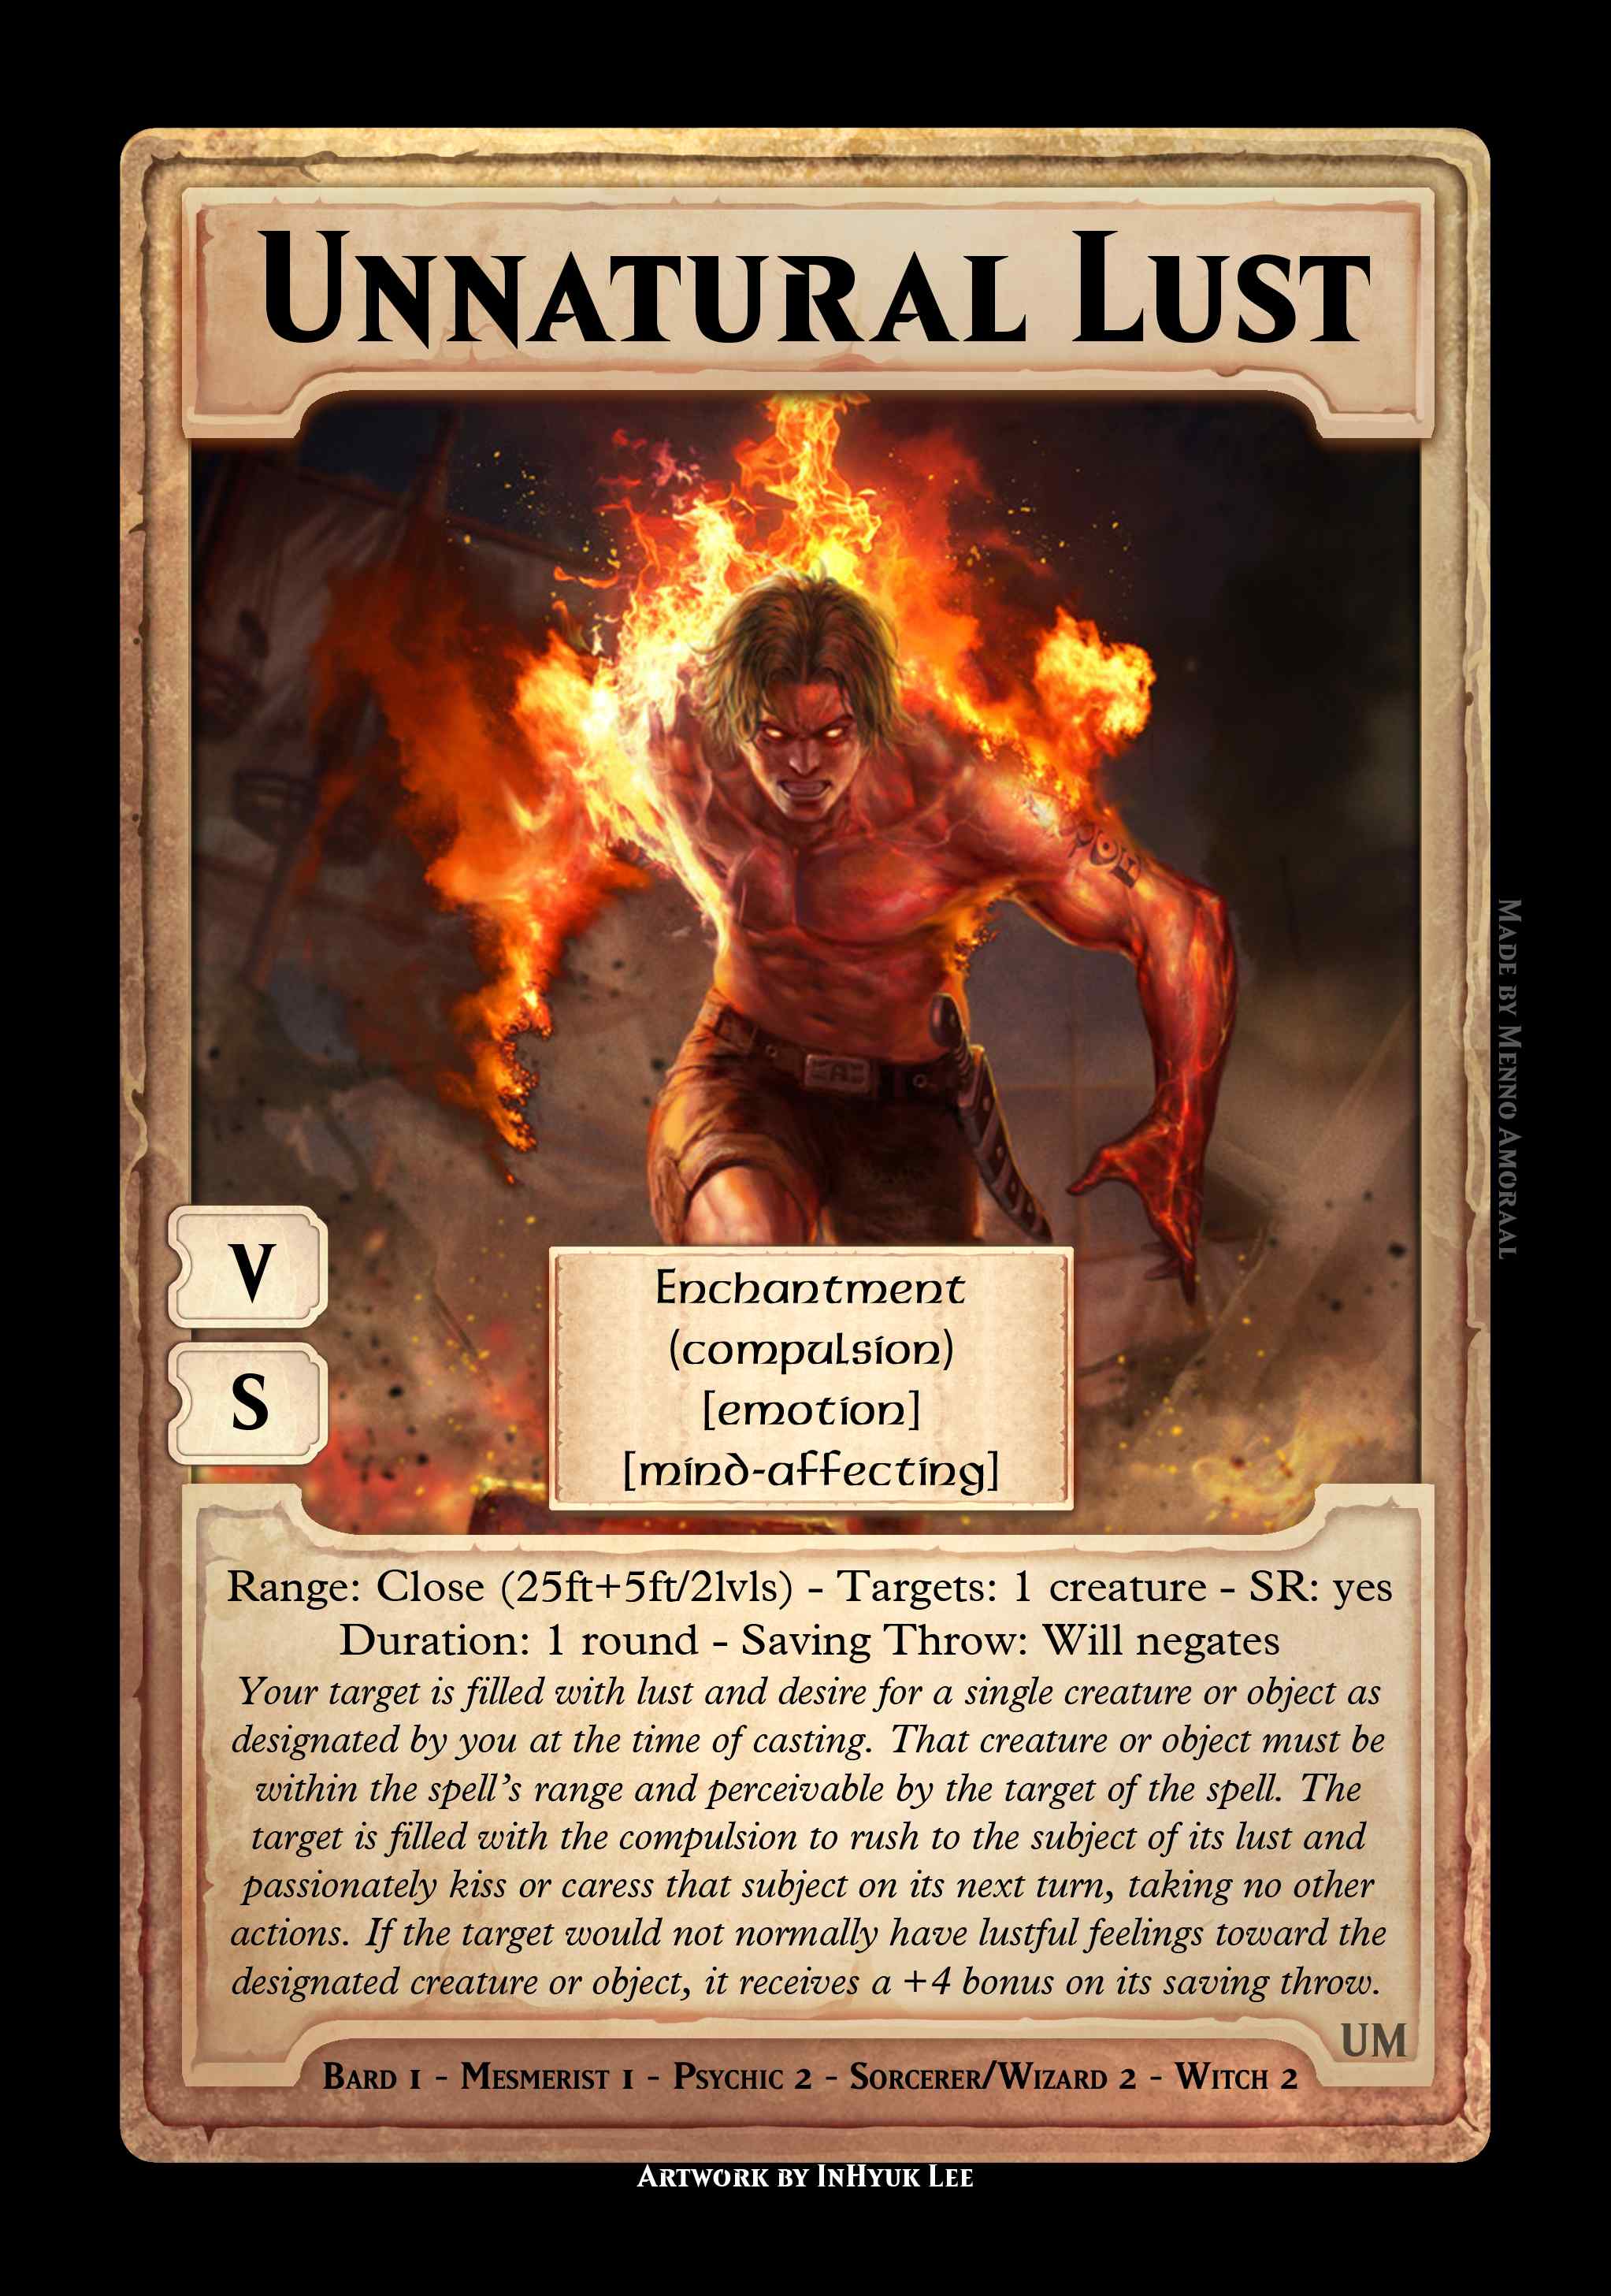 Unnatural Lust
V
S
Enchantment
(compulsion)
[emotion]
[mind-affecting]
Range: Close (25ft+5ft/2lvls) - Targets: 1 creature - SR: yes
Duration: 1 round - Saving Throw: Will negates
Your target is filled with lust and desire for a single creature or object as
designated by you at the time of casting. That creature or object must be
within the spell's range and perceivable by the target of the spell. The
target is filled with the compulsion to rush to the subject of its lust and
passionately kiss or caress that subject on its next turn, taking no other
actions. If the target would not normally have lustful feelings toward the
designated creature or object, it receives a +4 bonus on its saving throw.
UM
Bard 1 - Mesmerist 1 - Psychic 2 - Sorcerer/Wizard 2 - Witch 2
Artwork by InHyuk Lee
Made by Menno Amoraal